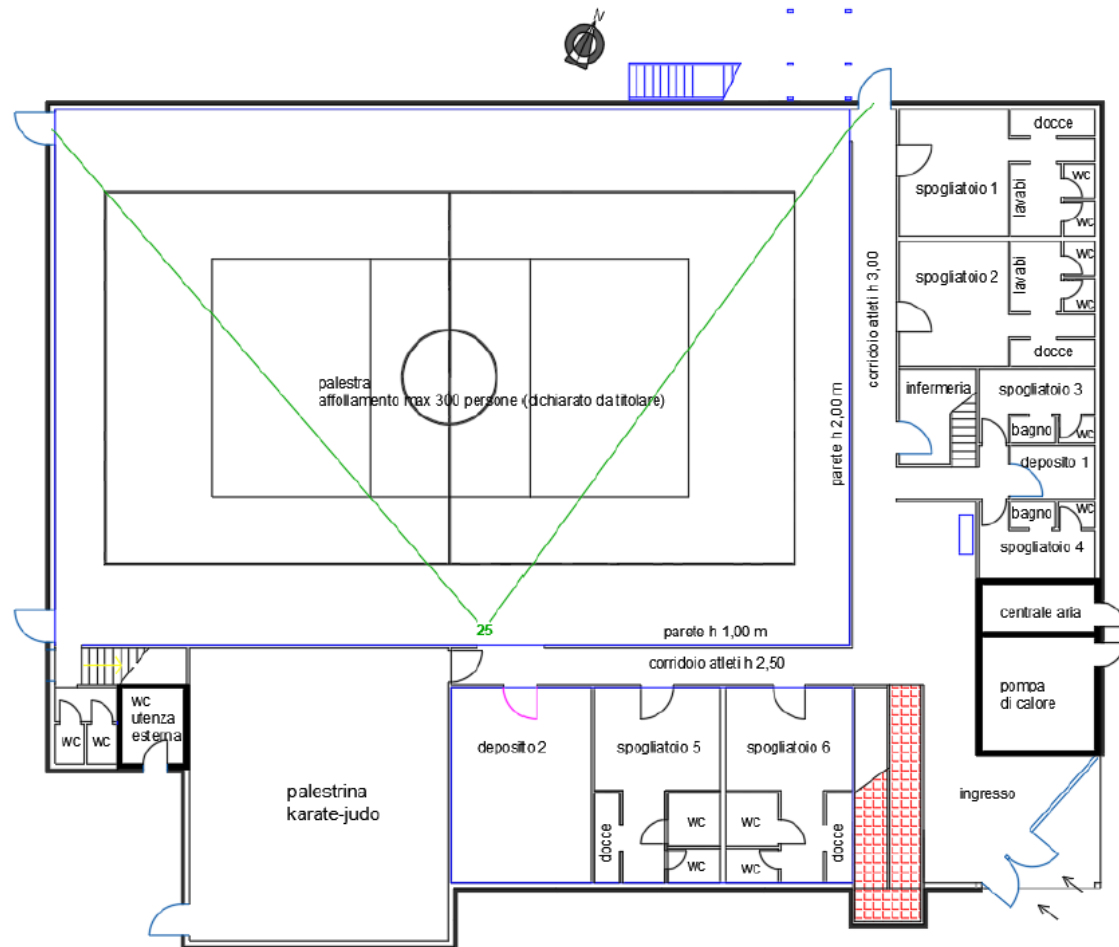 N
docce
wc
spogliatoio 1
lavabi
wc
wc
spogliatoio 2
lavabi
wc
docce
corridoio atleti h 3,00
parete h 2,00 m
palestra
affollamento max 300 persone (dichiarato da titolare)
infermeria
spogliatoio 3
bagno
wc
deposito 1
bagno
wc
spogliatoio 4
centrale aria
25
parete h 1,00 m
corridoio atleti h 2,50
pompa
di calore
wc
utenza
esterna
wc
wc
deposito 2
spogliatoio 5
spogliatoio 6
palestrina
karate-judo
ingresso
docce
wc
wc
docce
wc
wc